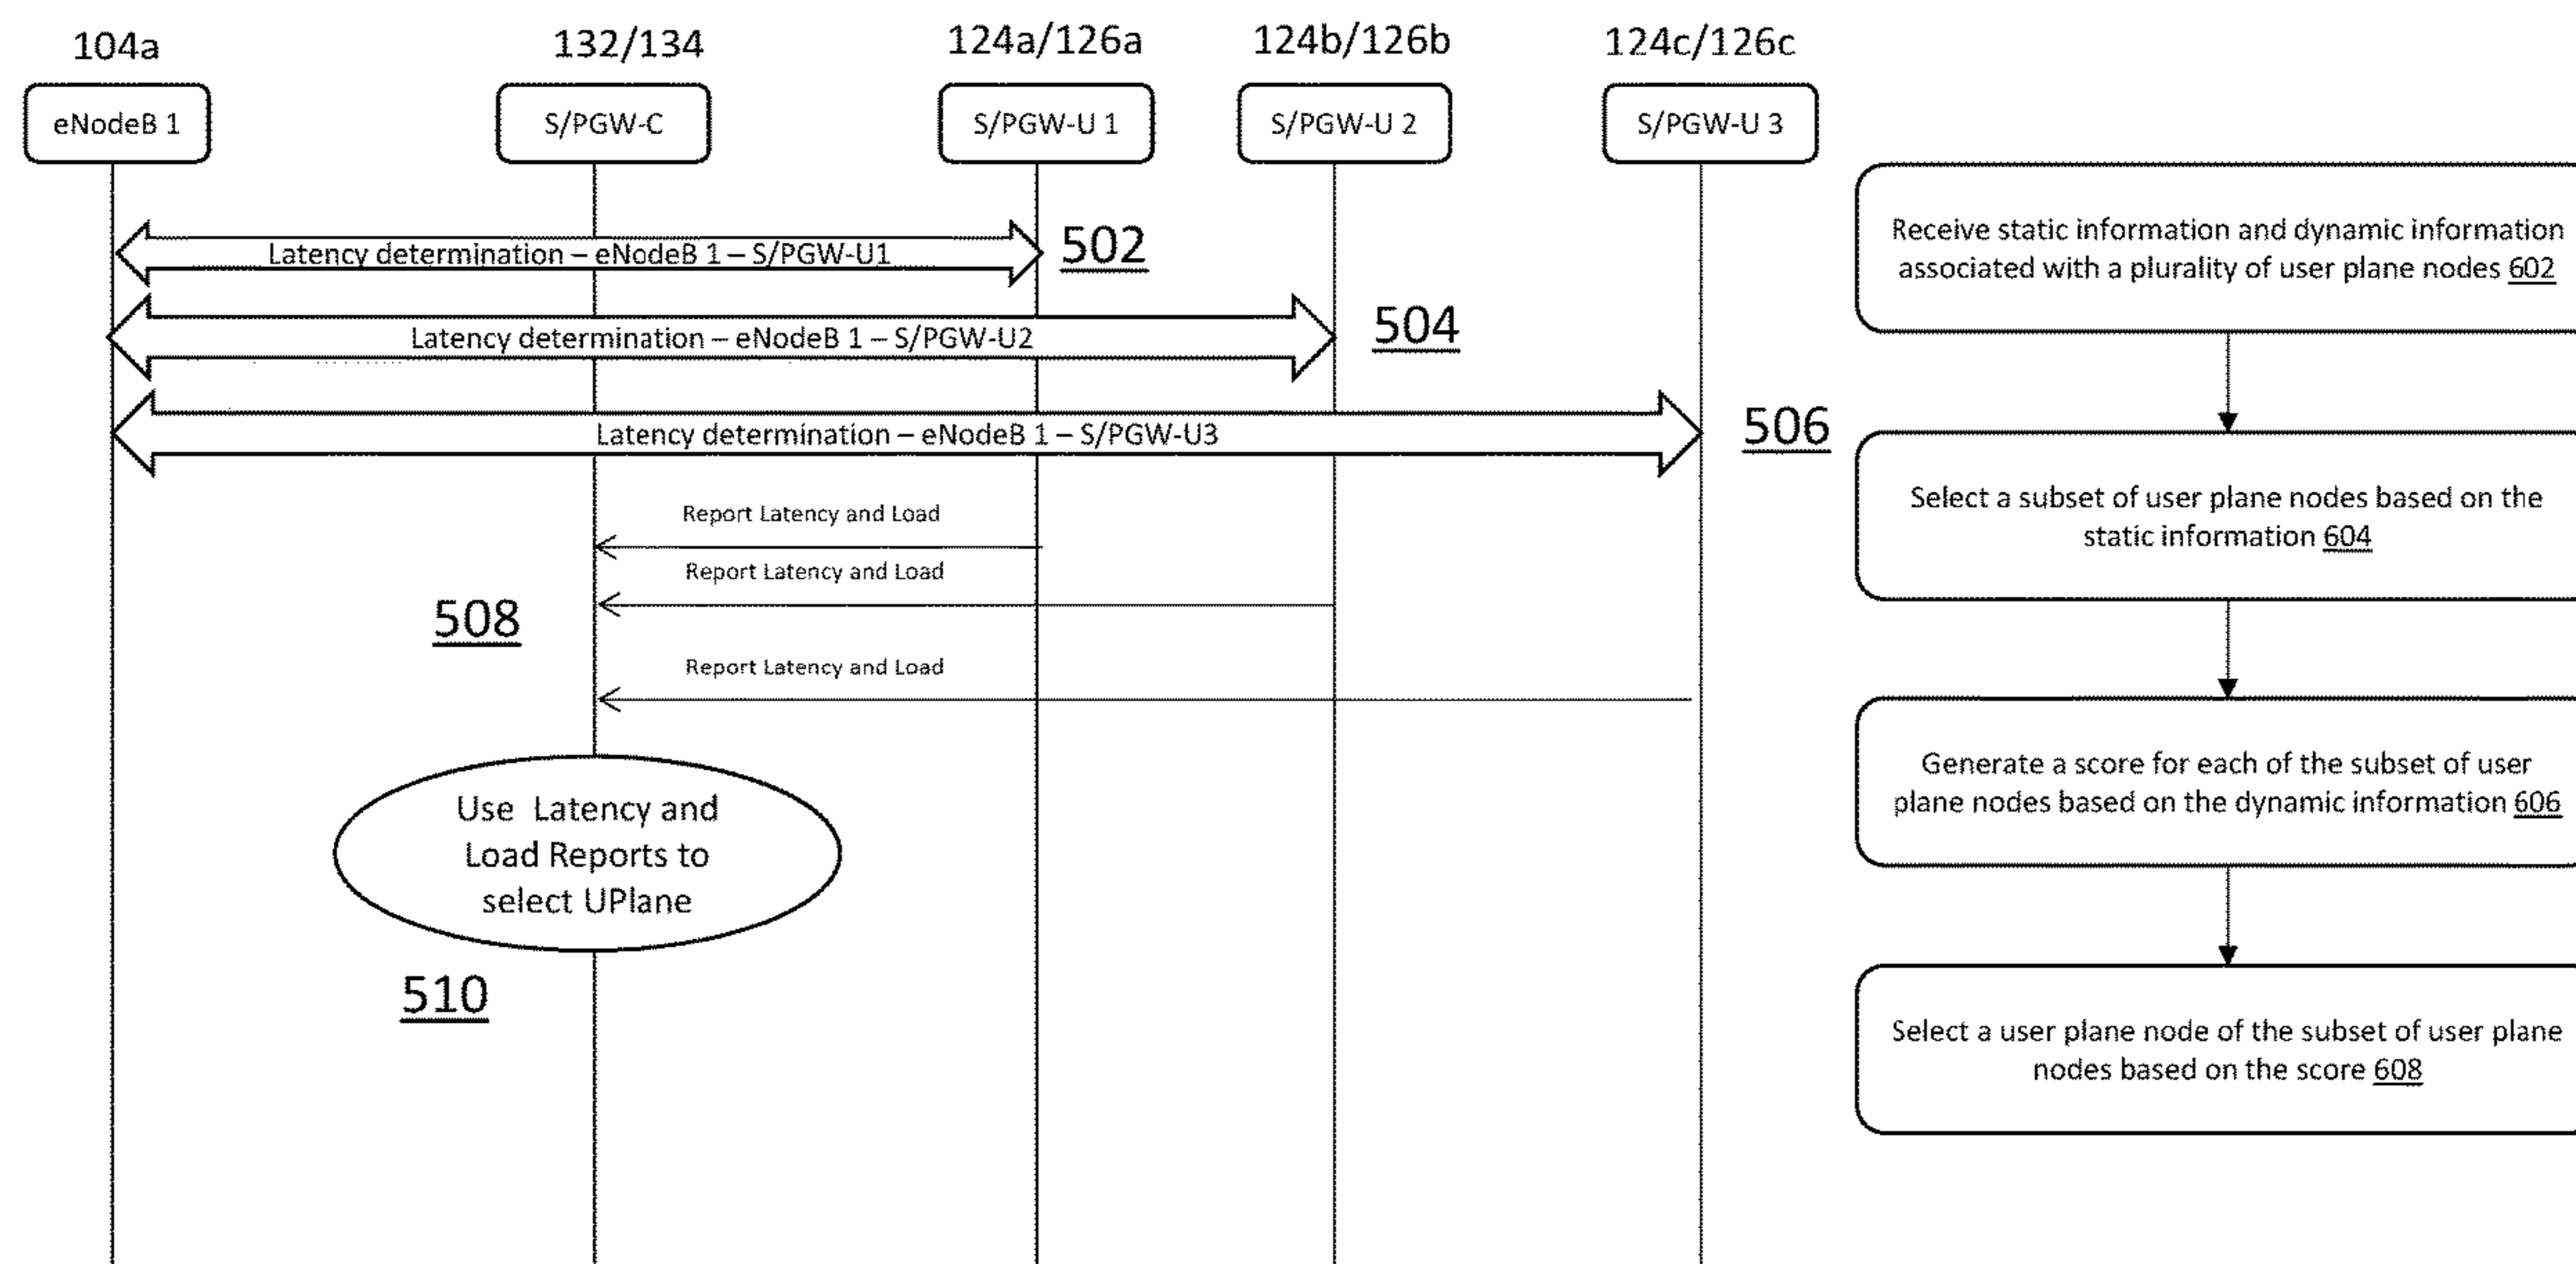 104a
132/134
124a/126a
124b/126b
124c/126c
eNodeB 1
S/PGW-C
S/PGW-U 1
S/PGW-U 2
S/PGW-U 3
Latency determination – eNodeB 1 – S/PGW-U1
502
Latency determination – eNodeB 1 – S/PGW-U2
504
Latency determination – eNodeB 1 – S/PGW-U3
506
Report Latency and Load
Report Latency and Load
508
Report Latency and Load
Use Latency and
Load Reports to
select UPlane
510
Receive static information and dynamic information
associated with a plurality of user plane nodes 602
Select a subset of user plane nodes based on the
static information 604
Generate a score for each of the subset of user
plane nodes based on the dynamic information 606
Select a user plane node of the subset of user plane
nodes based on the score 608